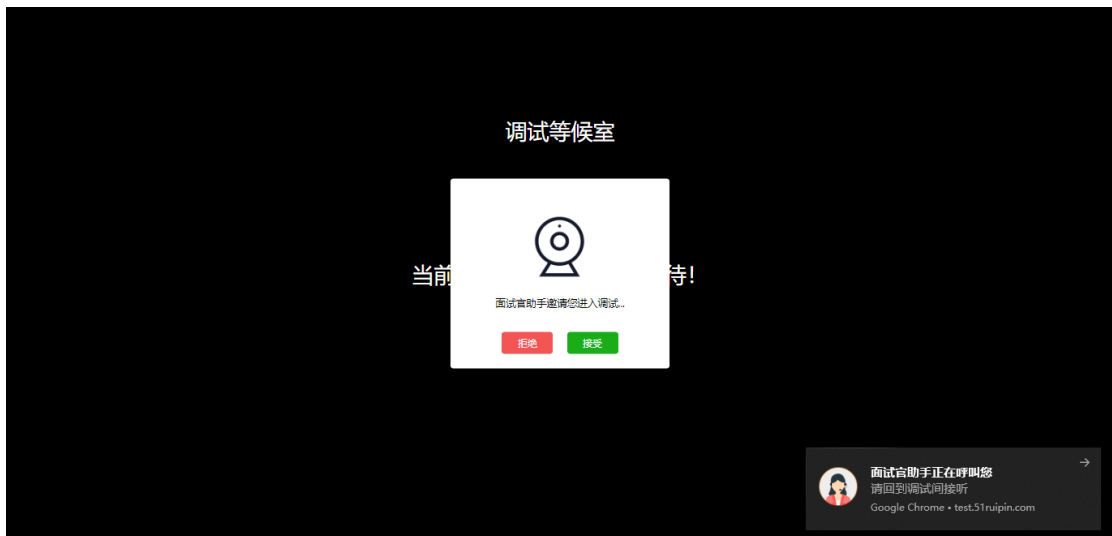 调试等候室
当前
待!
面试官助手邀请您进入调试...
拒绝
接受
面试官助手正在呼叫您
请回到调试间接听
Google Chrome • test.51ruipin.com